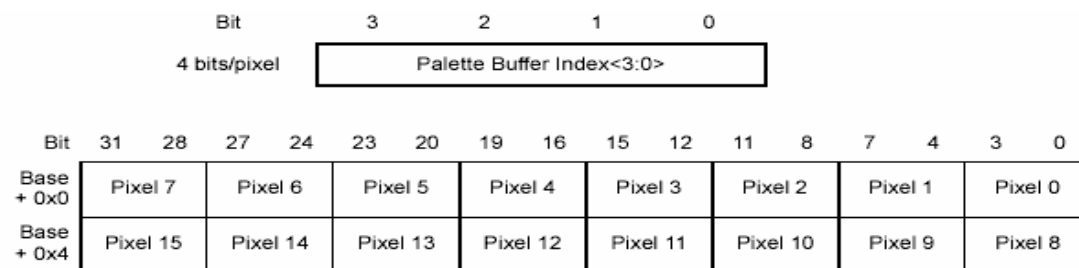 Bit 3 2 1 0
4 bits/pixel Palette Buffer Index<3:0>
Bit 31 28 27 24 23 20 19 16 15 12 11 8 7 4 3 0
Base
+ 0x0 Pixel 7 Pixel 6 Pixel 5 Pixel 4 Pixel 3 Pixel 2 Pixel 1 Pixel 0
Base
+ 0x4 Pixel 15 Pixel 14 Pixel 13 Pixel 12 Pixel 11 Pixel 10 Pixel 9 Pixel 8